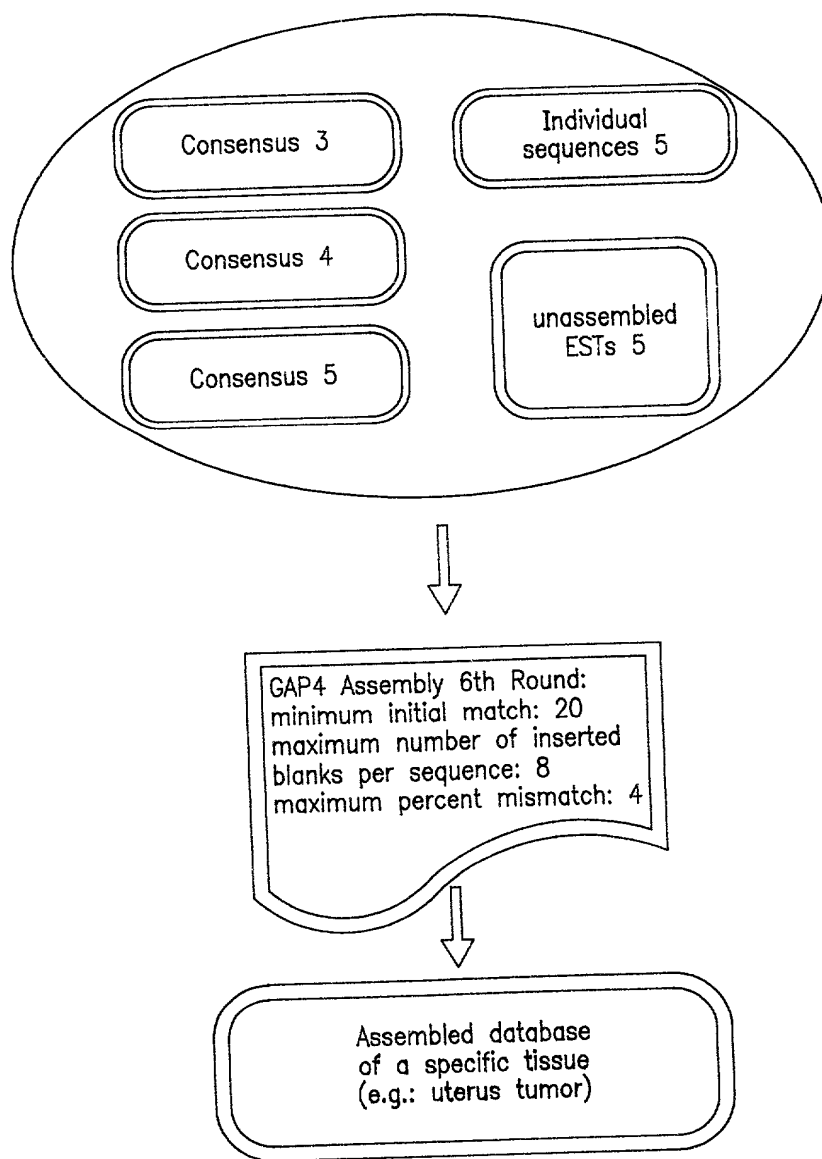 Consensus 3
Individual
sequences 5
Consensus 4
unassembled
ESTs 5
Consensus 5
GAP4 Assembly 6th Round:
minimum initial match: 20
maximum number of inserted
blanks per sequence: 8
maximum percent mismatch: 4
Assembled database
of a specific tissue
(e.g.: uterus tumor)